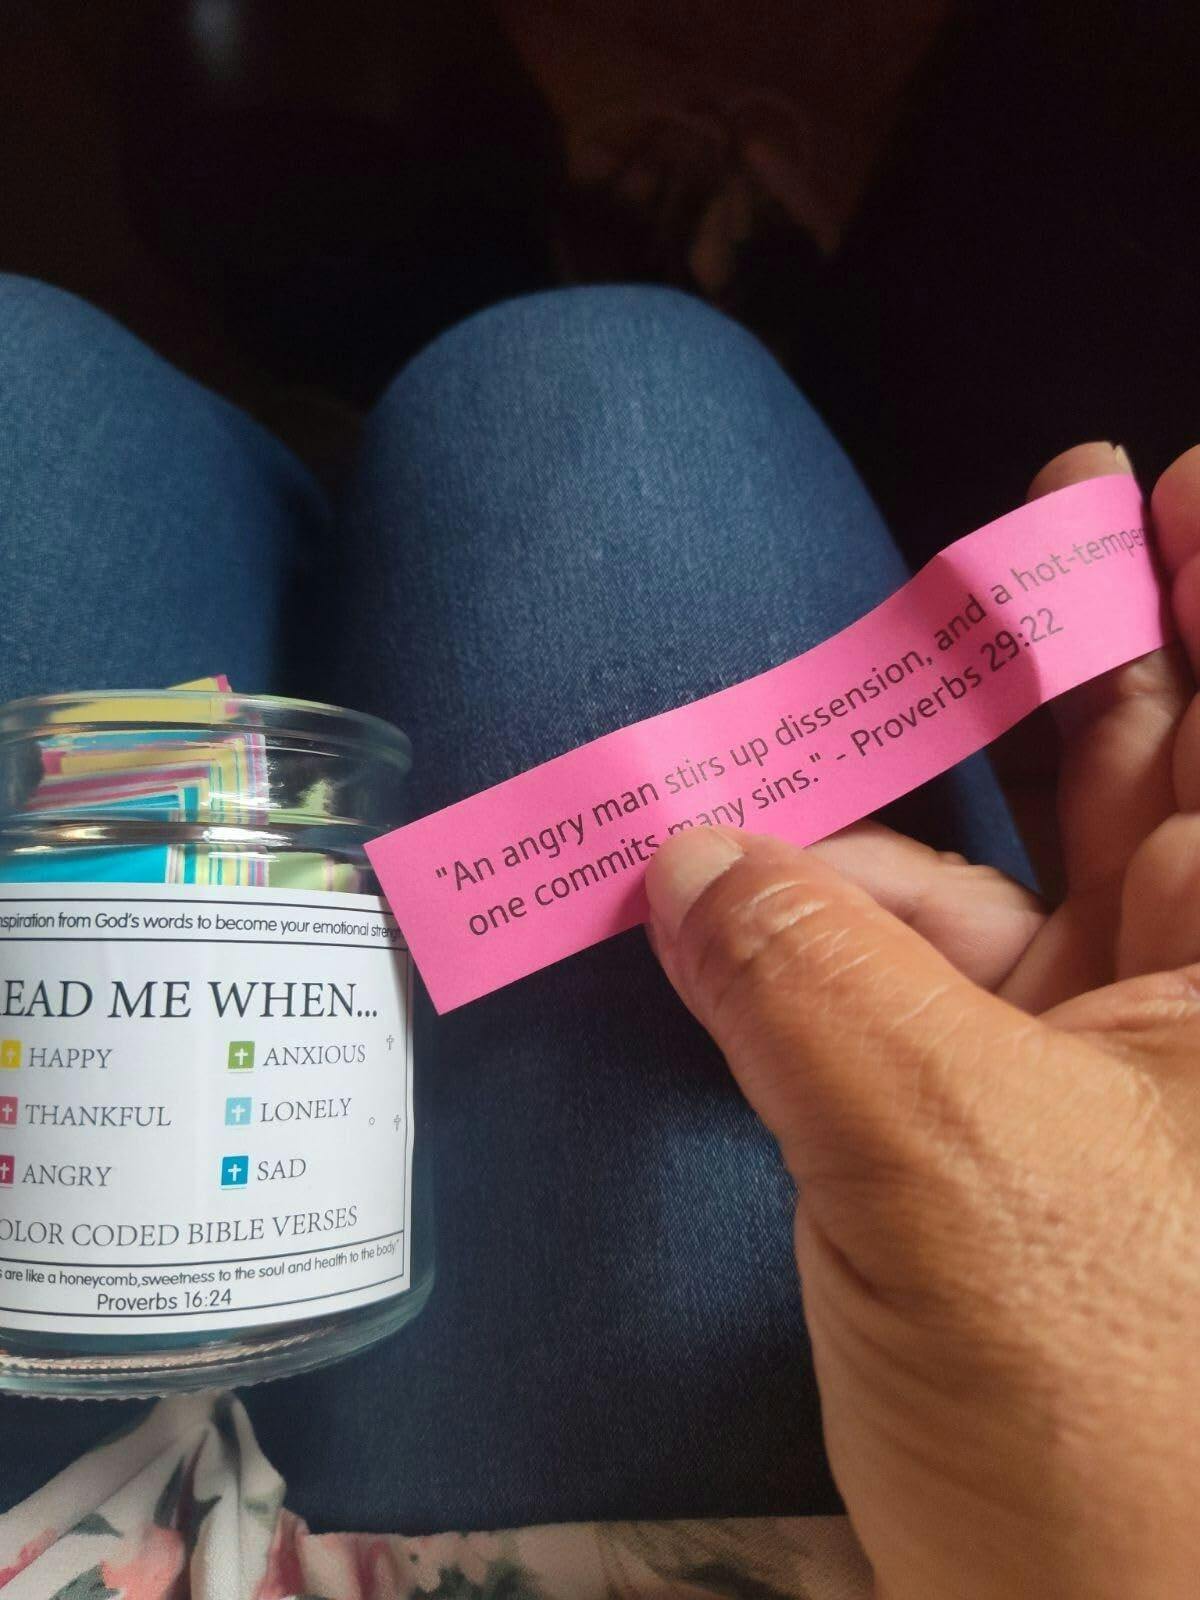 "An angry man stirs up dissension, and a hot-temper
one commits many sins." - Proverbs 29:22
nspiration from God's words to become your emotional streng
EAD ME WHEN...
HAPPY
ANXIOUS
THANKFUL
LONELY
ANGRY
SAD
OLOR CODED BIBLE VERSES
s are like a honeycomb,sweetness to the soul and health to the body"
Proverbs 16:24